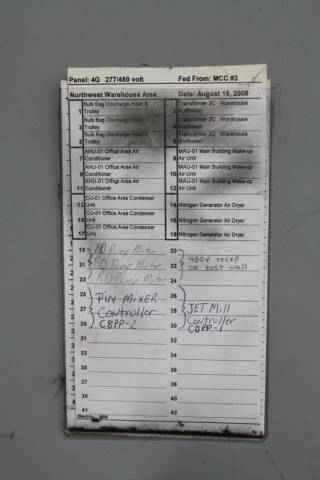 Panel: 4G 277/480 volt Fed From: MCC #3
Northwest Warehouse Area Date: August 19, 2008
Bulk Bag Discharge Hoist & Transformer 2C Warehouse
1 Trolley 2 Northwest
Bulk Bag Discharge Hoist & Transformer 2C Warehouse
3 Trolley 4 Northwest
Bulk Bag Discharge Hoist & Transformer 2C Warehouse
5 Trolley 6 Northwest
AHU-01 Office Area Air MAU-01 Main Building Make-up
7 Conditioner 8 Air Unit
AHU-01 Office Area Air MAU-01 Main Building Make-up
9 Conditioner 10 Air Unit
AHU-01 Office Area Air MAU-01 Main Building Make-up
11 Conditioner 12 Air Unit
CU-01 Office Area Condenser
13 Unit 14 Nitrogen Generator Air Dryer
CU-01 Office Area Condenser
15 Unit 16 Nitrogen Generator Air Dryer
CU-01 Office Area Condenser
17 Unit 18 Nitrogen Generator Air Dryer
19 RO Pump Motor 20
21 RO Pump Motor 22 480V recep on east wall
23 RO Pump Motor 24
25 PIN MIXER 26
27 Controller 28 JET Mill
29 CBPP-2 30 Controller CBPP-1
31 32
33 34
35 36
37 38
39 40
41 42